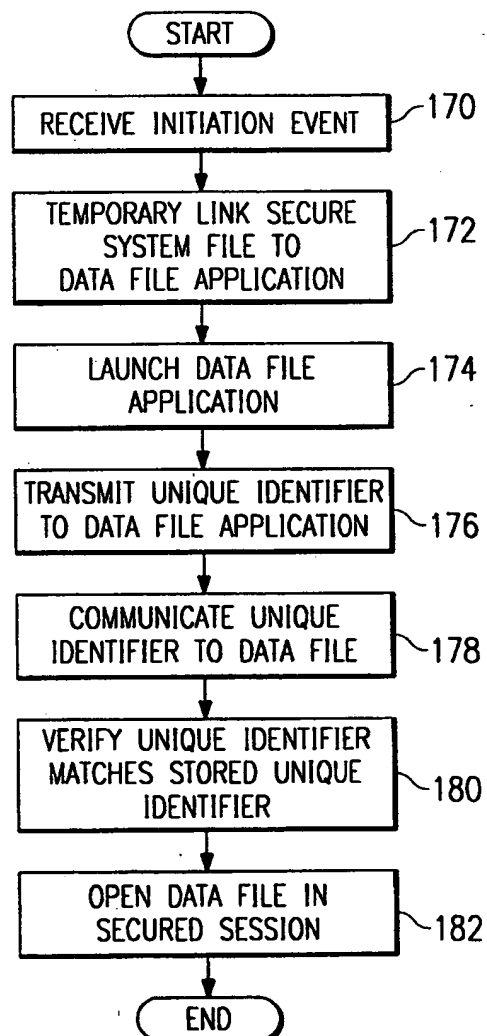 START
RECEIVE INITIATION EVENT
170
TEMPORARY LINK SECURE
SYSTEM FILE TO
DATA FILE APPLICATION
172
LAUNCH DATA FILE
APPLICATION
174
TRANSMIT UNIQUE IDENTIFIER
TO DATA FILE APPLICATION
176
COMMUNICATE UNIQUE
IDENTIFIER TO DATA FILE
178
VERIFY UNIQUE IDENTIFIER
MATCHES STORED UNIQUE
IDENTIFIER
180
OPEN DATA FILE IN
SECURED SESSION
182
END